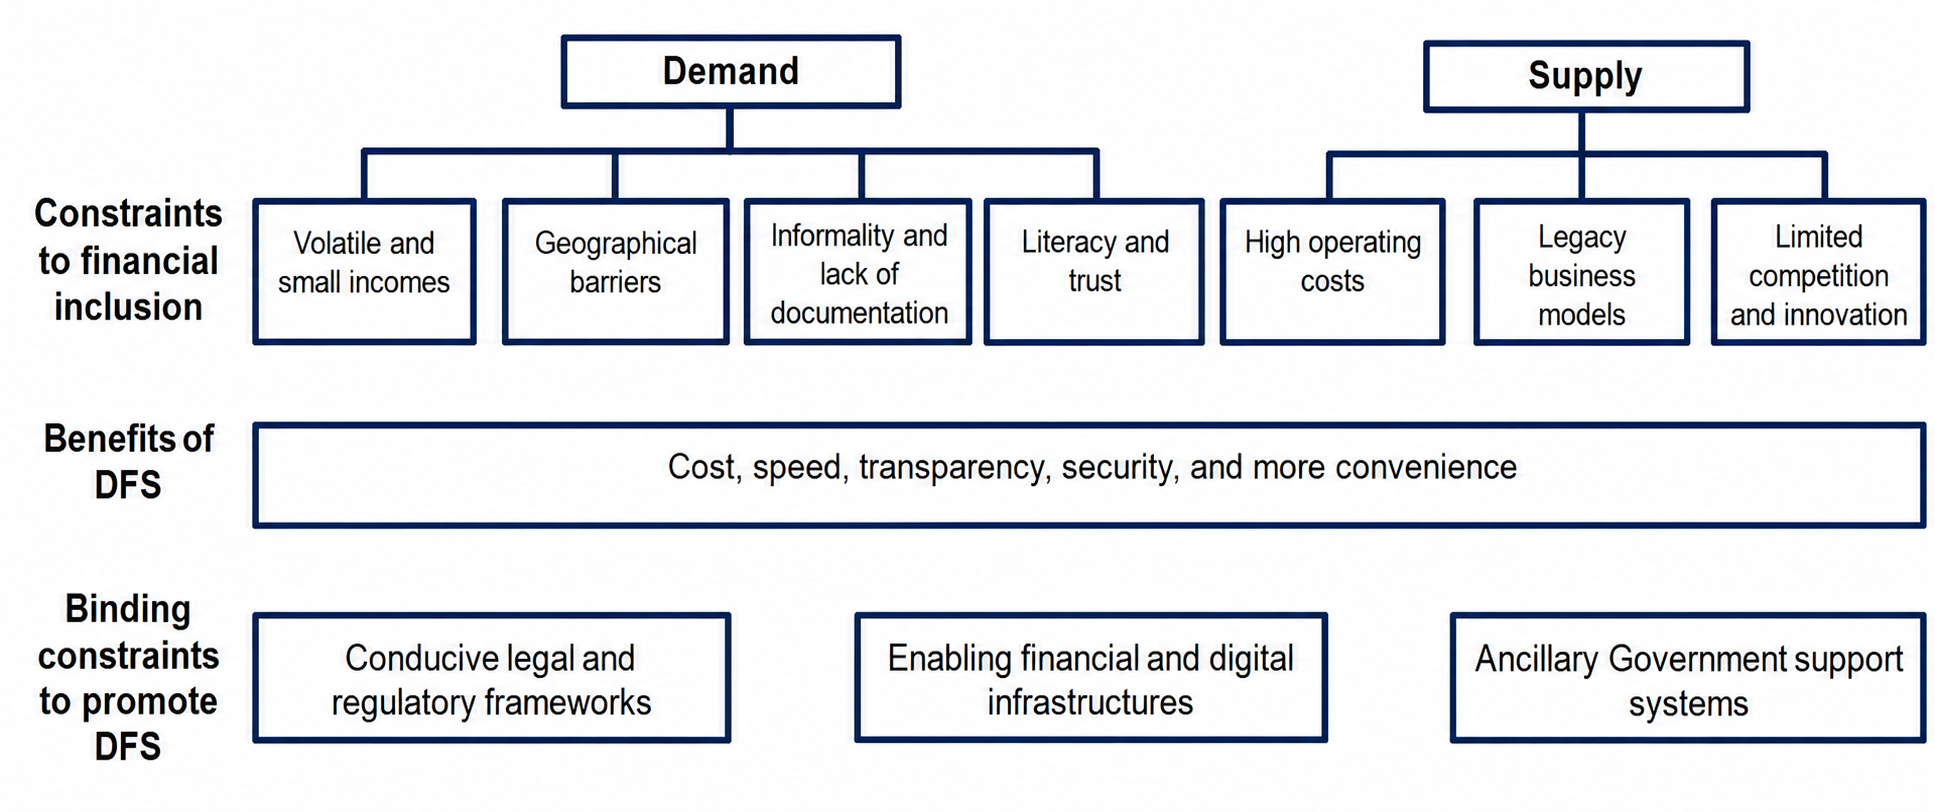 Demand
Supply
Constraints
to financial
inclusion
Volatile and
small incomes
Geographical
barriers
Informality and
lack of
documentation
Literacy and
trust
High operating
costs
Legacy
business
models
Limited
competition
and innovation
Benefits of
DFS
Cost, speed, transparency, security, and more convenience
Binding
constraints
to promote
DFS
Conducive legal and
regulatory frameworks
Enabling financial and digital
infrastructures
Ancillary Government support
systems